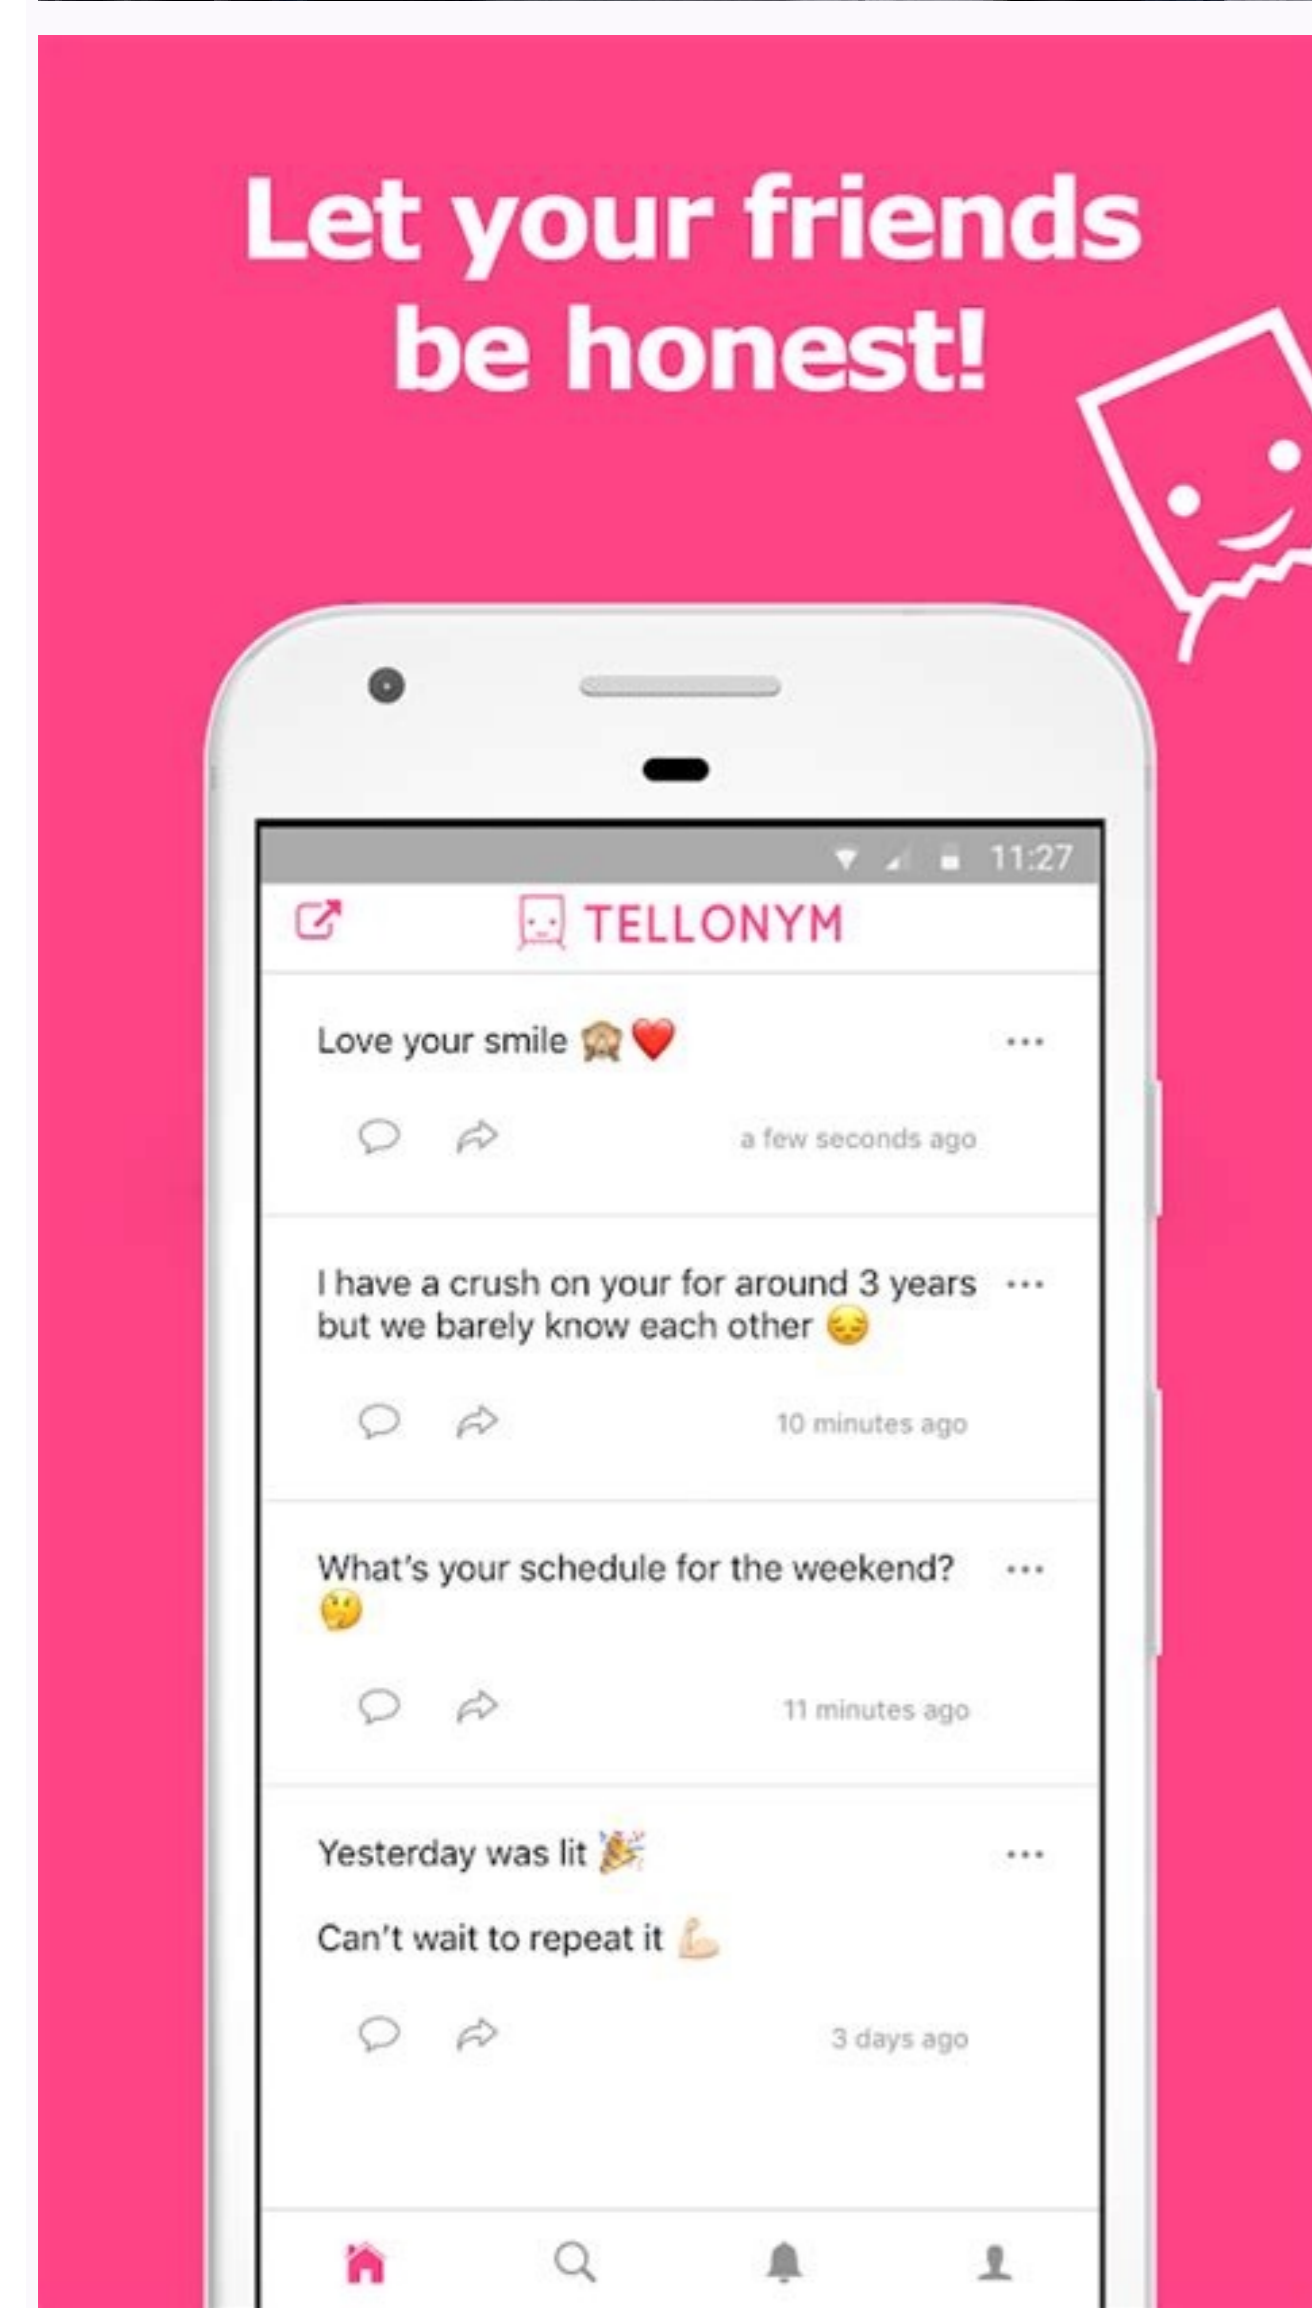 Let your friends
be honest!
11:27
TELLONYM
Love your smile 🙈❤️
a few seconds ago
I have a crush on your for around 3 years
but we barely know each other 😔
10 minutes ago
What's your schedule for the weekend?
🤔
11 minutes ago
Yesterday was lit 🎉
Can't wait to repeat it 💪🏻
3 days ago